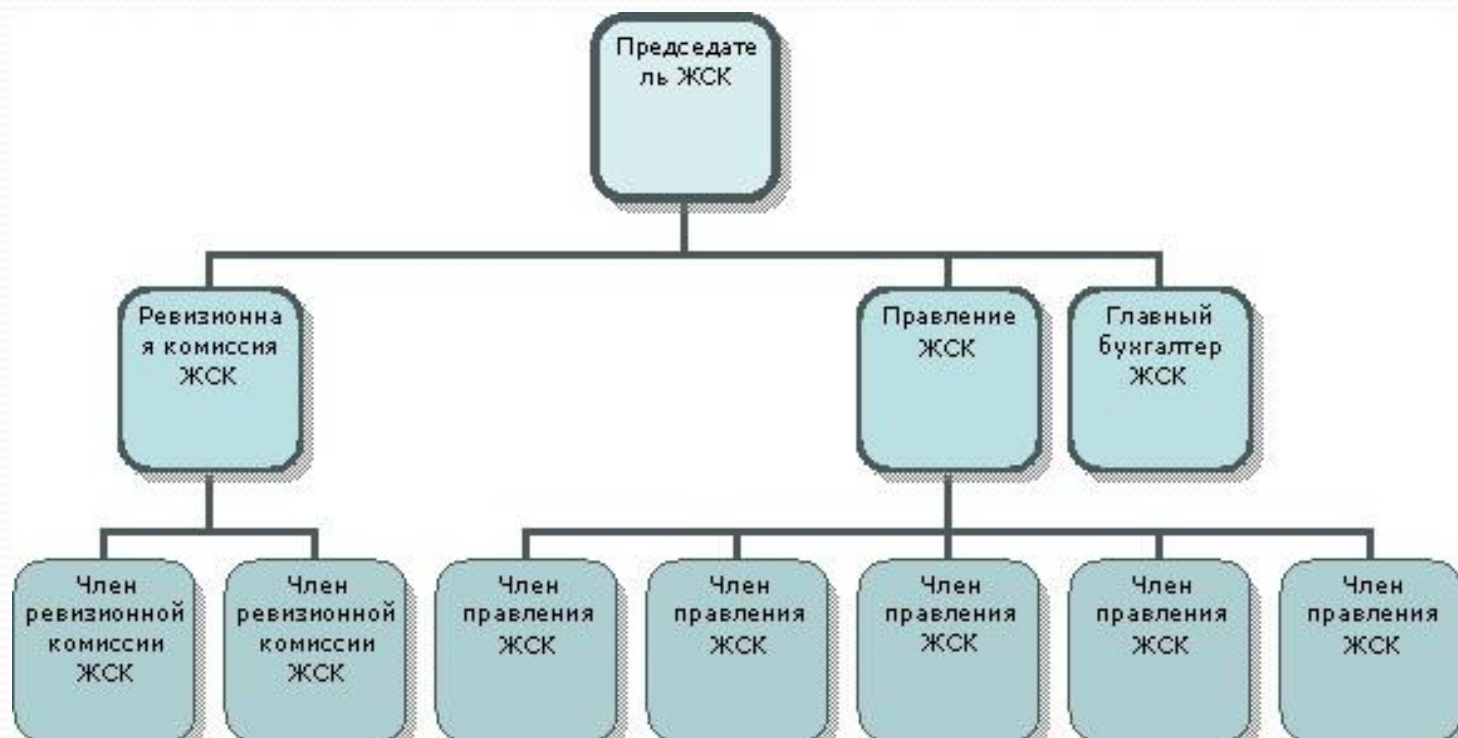 Председате
ль ЖСК
Ревизионна
я комиссия
ЖСК
Правление
ЖСК
Главный
бухгалтер
ЖСК
Член
ревизионной
комиссии
ЖСК
Член
ревизионной
комиссии
ЖСК
Член
правления
ЖСК
Член
правления
ЖСК
Член
правления
ЖСК
Член
правления
ЖСК
Член
правления
ЖСК